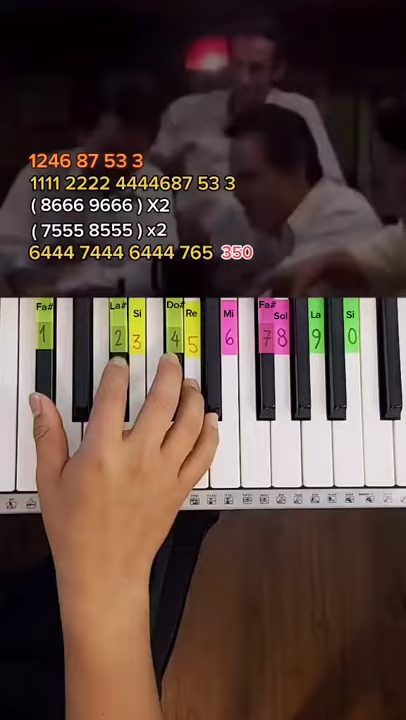 1246 87 53 3
1111 2222 4444687 53 3
( 8666 9666 ) X2
( 7555 8555 ) x2
6444 7444 6444 765 350
Fa# La# Si Do# Re Mi Fa# Sol La Si
1 2 3 4 5 6 7 8 9 0